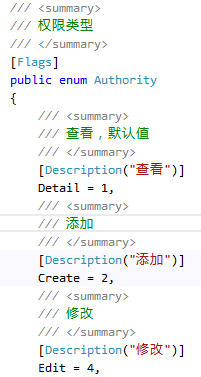 /// <summary>
/// 权限类型
/// </summary>
[Flags]
public enum Authority
{
/// <summary>
/// 查看，默认值
/// </summary>
[Description("查看")]
Detail = 1,
/// <summary>
/// 添加
/// </summary>
[Description("添加")]
Create = 2,
/// <summary>
/// 修改
/// </summary>
[Description("修改")]
Edit = 4,